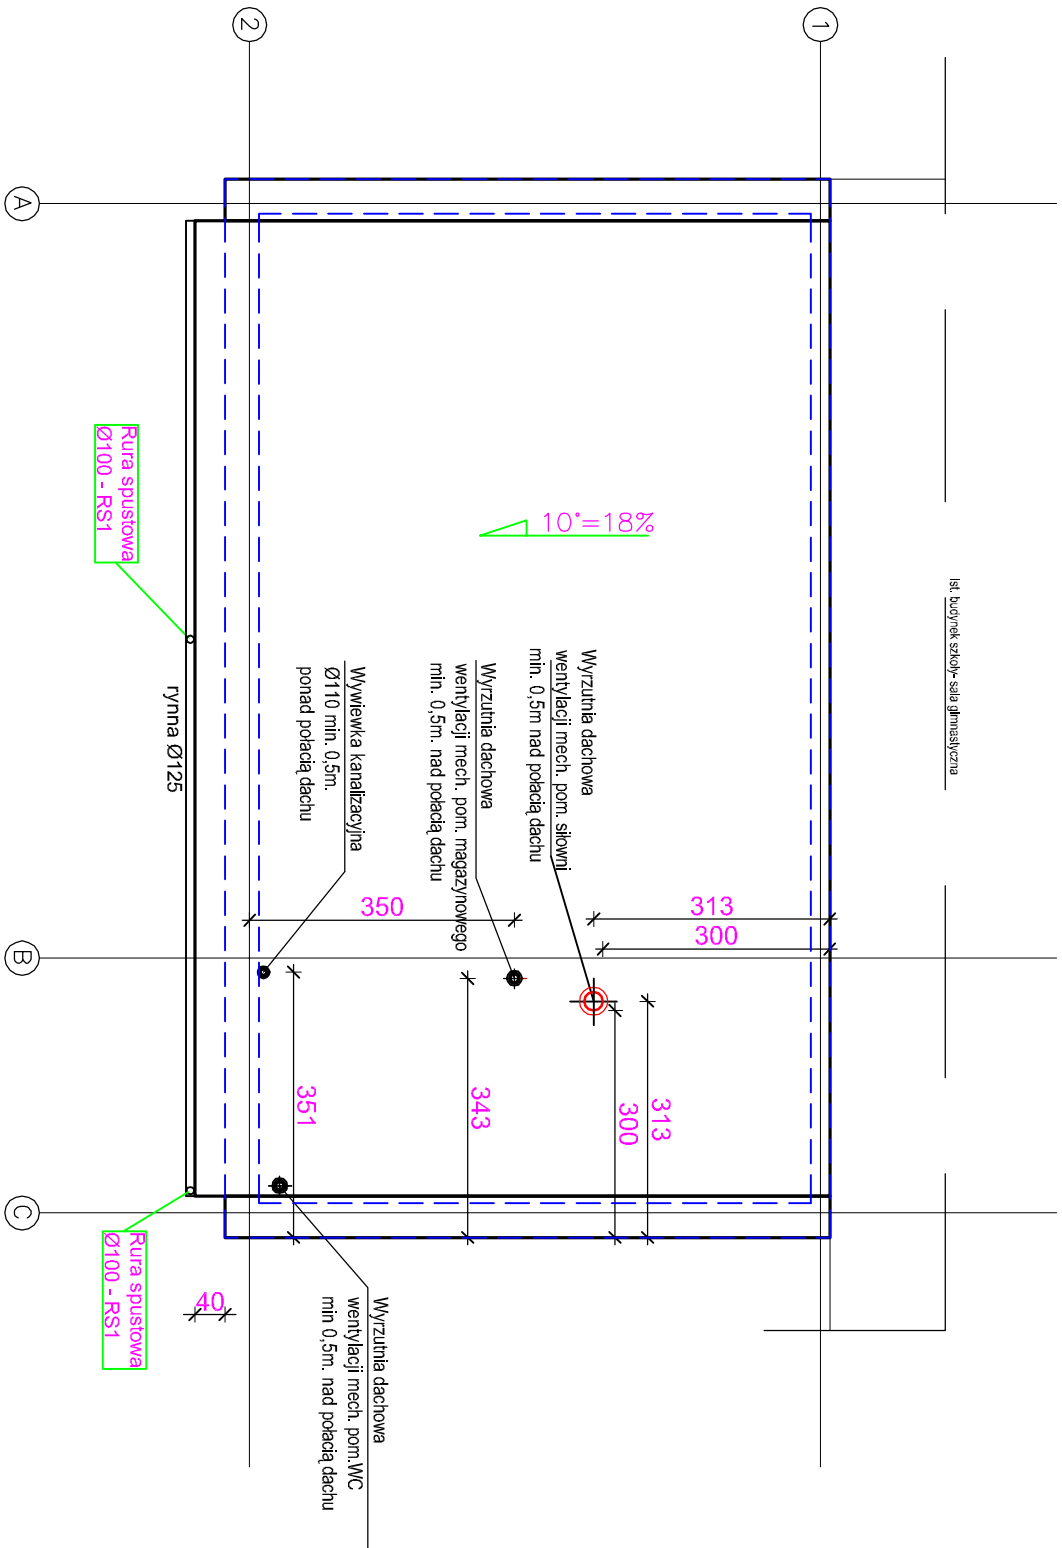 2
1
A
B
C
Ist. budynek szkoły- sala gimnastyczna
10°=18%
Rura spustowa
Ø100 - RS1
rynna Ø125
Wyrzutnia dachowa
wentylacji mech. pom. siłowni
min. 0,5m nad połacią dachu
Wyrzutnia dachowa
wentylacji mech. pom. magazynowego
min. 0,5m. nad połacią dachu
Wywiewka kanalizacyjna
Ø110 min. 0,5m.
ponad połacią dachu
350
313
300
351
343
300
313
40
Rura spustowa
Ø100 - RS1
Wyrzutnia dachowa
wentylacji mech. pom.WC
min 0,5m. nad połacią dachu